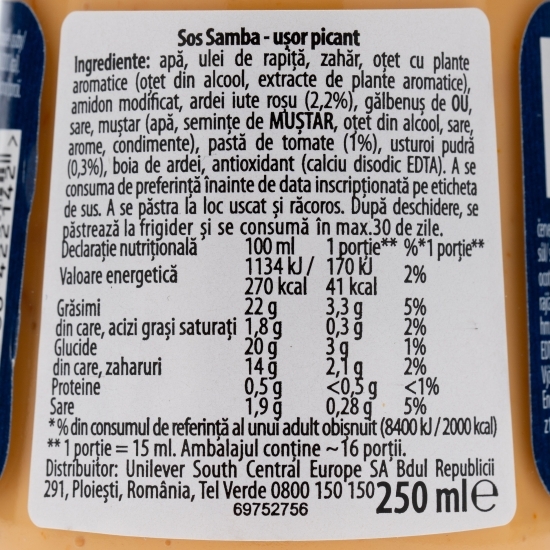 Sos Samba - ușor picant
Ingrediente: apă, ulei de rapiță, zahăr, oțet cu plante
aromatice (oțet din alcool, extracte de plante aromatice),
amidon modificat, ardei iute roșu (2,2%), gălbenuș de OU,
sare, muștar (apă, semințe de MUȘTAR, oțet din alcool, sare,
arome, condimente), pastă de tomate (1%), usturoi pudră
(0,3%), boia de ardei, antioxidant (calciu disodic EDTA). A se
consuma de preferință înainte de data inscripționată pe eticheta
de sus. A se păstra la loc uscat și răcoros. După deschidere, se
păstrează la frigider și se consumă în max.30 de zile.
Declarație nutrițională 100 ml 1 porție** %*1 porție**
Valoare energetică 1134 kJ / 170 kJ 2%
270 kcal 41 kcal
Grăsimi 22 g 3,3 g 5%
din care, acizi grași saturați 1,8 g 0,3 g 2%
Glucide 20 g 3 g 1%
din care, zaharuri 14 g 2,1 g 2%
Proteine 0,5 g <0,5 g <1%
Sare 1,9 g 0,28 g 5%
*% din consumul de referință al unui adult obișnuit (8400 kJ / 2000 kcal)
** 1 porție = 15 ml. Ambalajul conține ~ 16 porții.
Distribuitor: Unilever South Central Europe SA Bdul Republicii
291, Ploiești, România, Tel Verde 0800 150 150
250 ml e
69752756